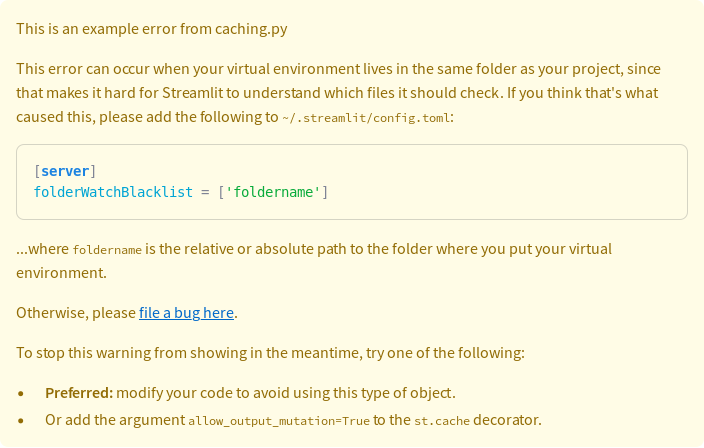 This is an example error from caching.py
This error can occur when your virtual environment lives in the same folder as your project, since
that makes it hard for Streamlit to understand which files it should check. If you think that's what
caused this, please add the following to ~/.streamlit/config.toml:
[server]
folderWatchBlacklist = ['foldername']
...where foldername is the relative or absolute path to the folder where you put your virtual
environment.
Otherwise, please file a bug here.
To stop this warning from showing in the meantime, try one of the following:
• Preferred: modify your code to avoid using this type of object.
• Or add the argument allow_output_mutation=True to the st.cache decorator.